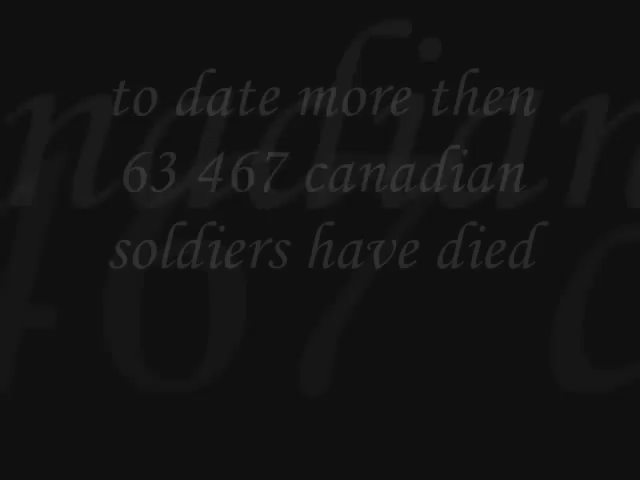 to date more then
63 467 canadian
soldiers have died